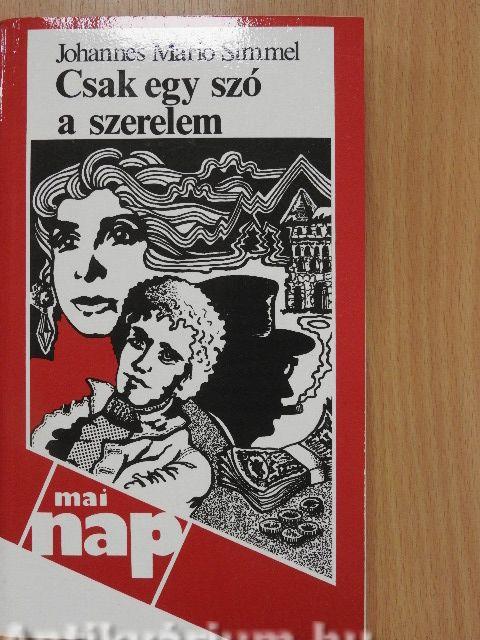 Johannes Mario Simmel
Csak egy szó
a szerelem
mai
nap